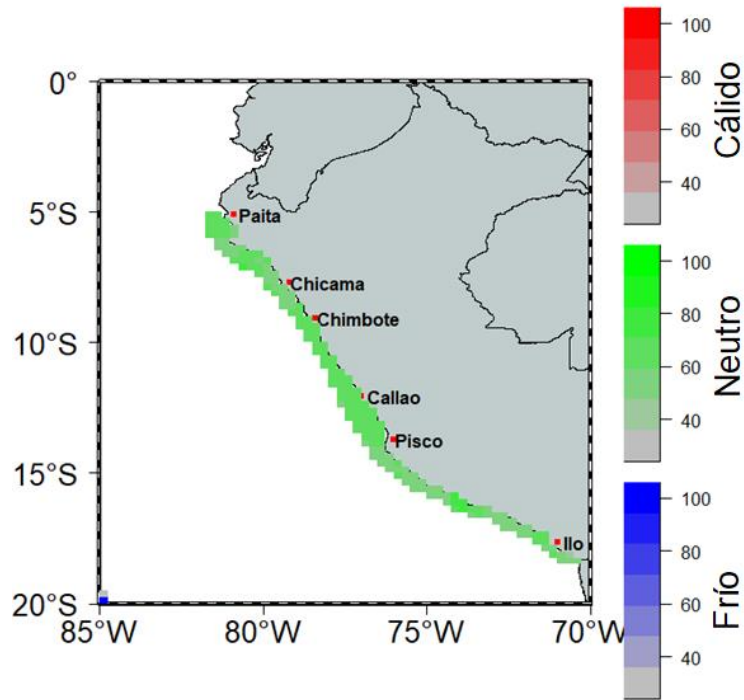 0°
5°S
10°S
15°S
20°S
85°W
80°W
75°W
70°W
Paita
Chicama
Chimbote
Callao
Pisco
Ilo
100
80
60
40
Cálido
100
80
60
40
Neutro
100
80
60
40
Frío